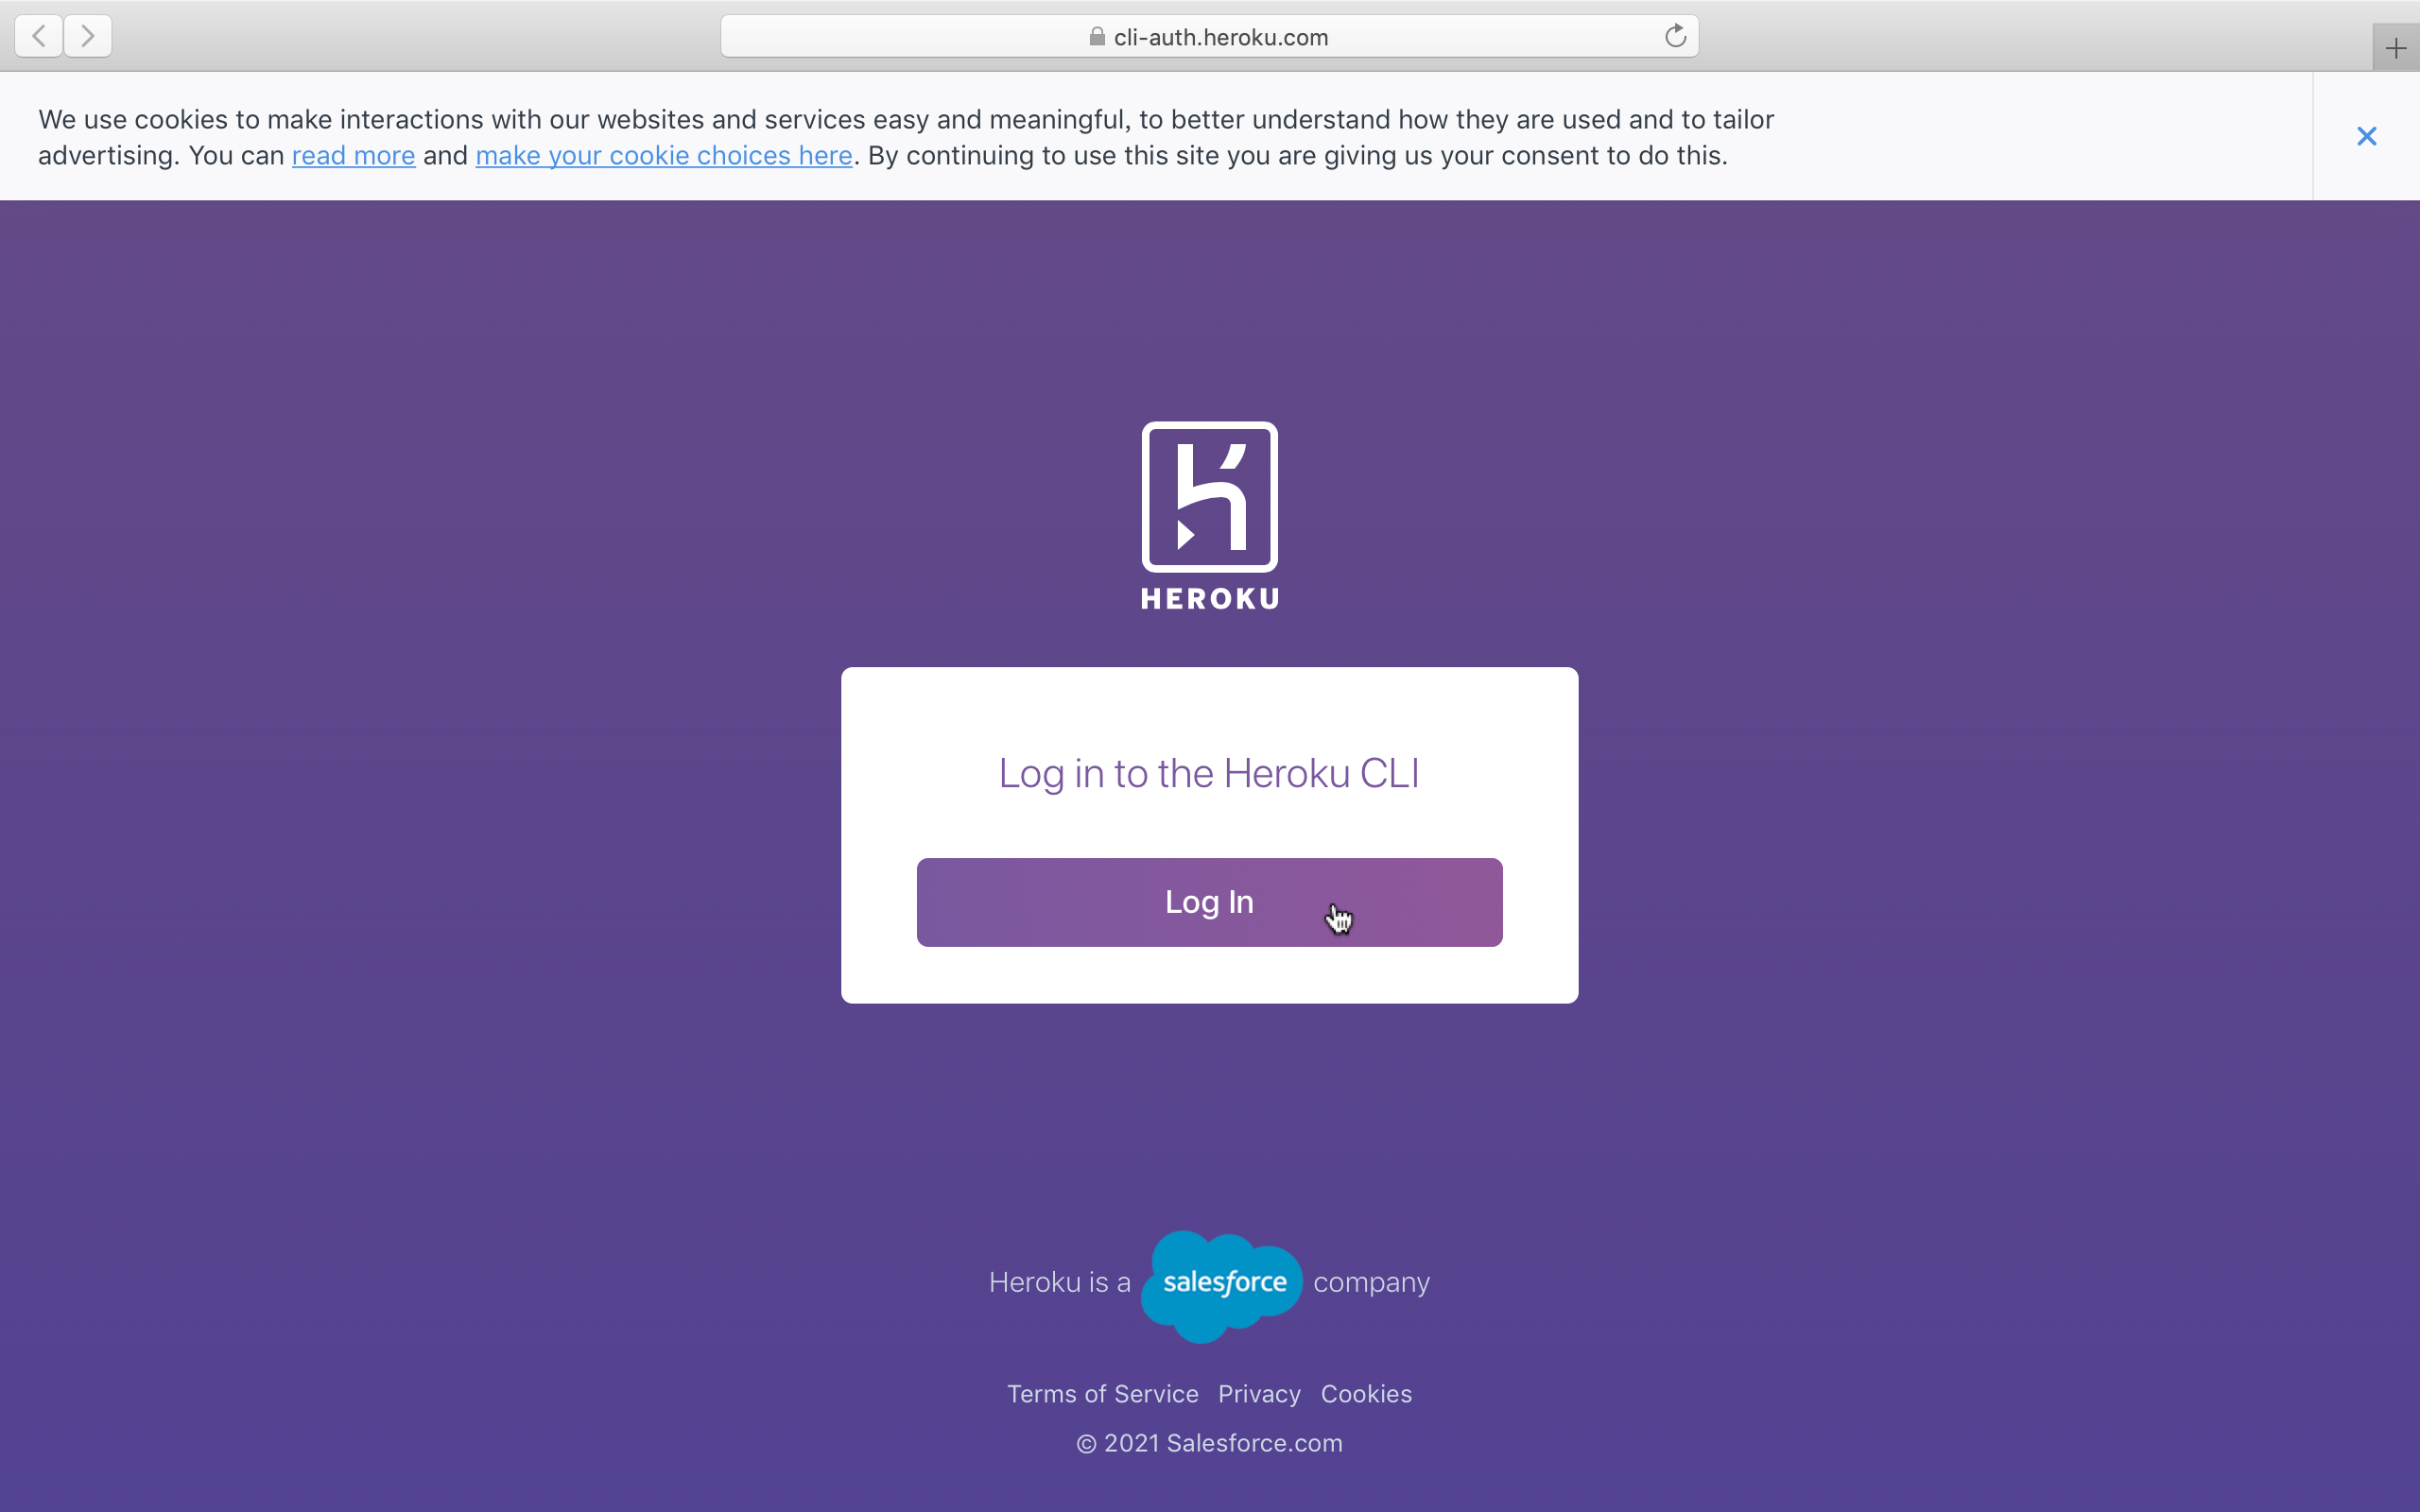 cli-auth.heroku.com
We use cookies to make interactions with our websites and services easy and meaningful, to better understand how they are used and to tailor
advertising. You can read more and make your cookie choices here. By continuing to use this site you are giving us your consent to do this.
HEROKU
Log in to the Heroku CLI
Log In
Heroku is a salesforce company
Terms of Service Privacy Cookies
© 2021 Salesforce.com